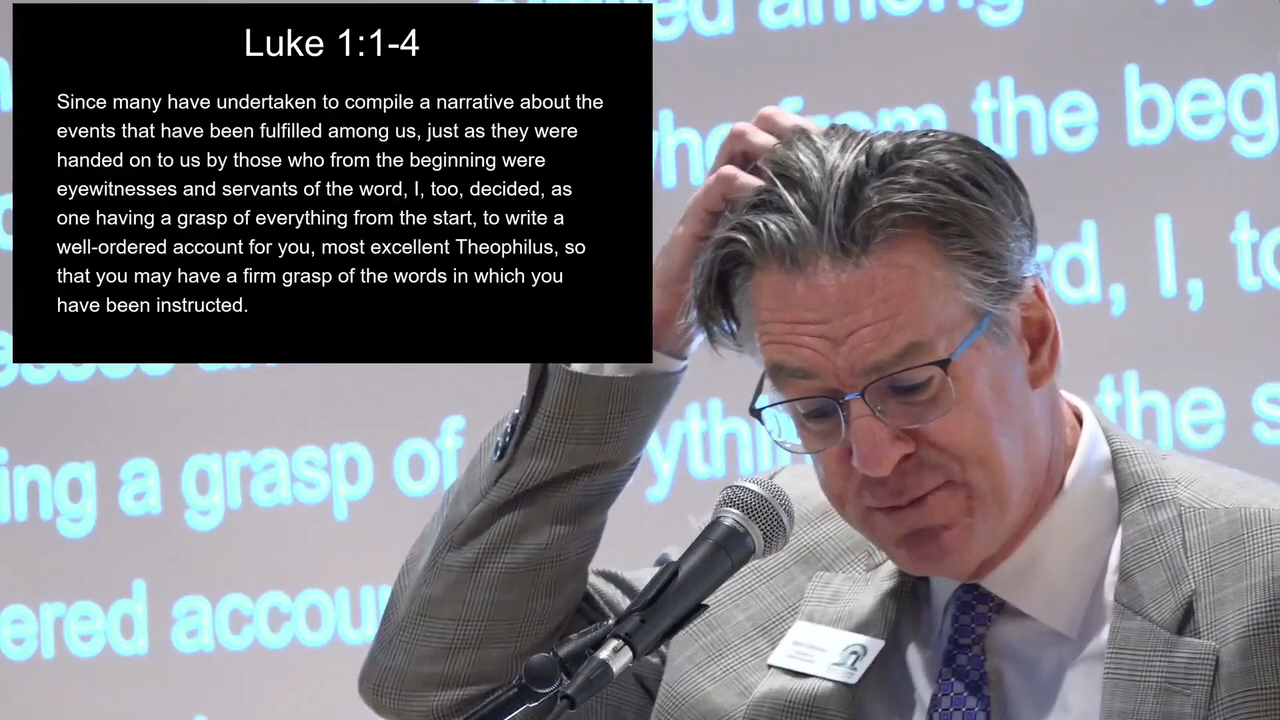 Luke 1:1-4
Since many have undertaken to compile a narrative about the
events that have been fulfilled among us, just as they were
handed on to us by those who from the beginning were
eyewitnesses and servants of the word, I, too, decided, as
one having a grasp of everything from the start, to write a
well-ordered account for you, most excellent Theophilus, so
that you may have a firm grasp of the words in which you
have been instructed.
ed among
who from the beg
rd, I, to
ing a grasp of
ything
the s
ered accou